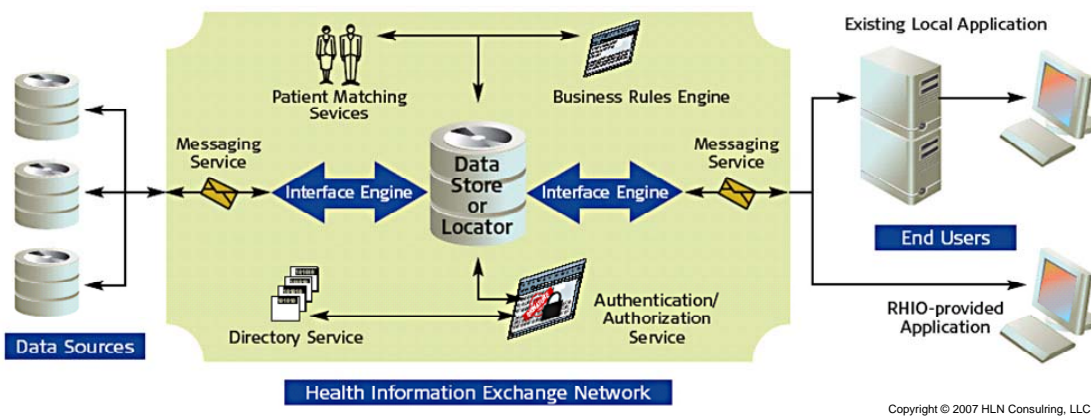 Existing Local Application
Patient Matching
Sevices
Business Rules Engine
Messaging
Service
Messaging
Service
Interface Engine
Data
Store
or
Locator
Interface Engine
End Users
Directory Service
Authentication/
Authorization
Service
RHIO-provided
Application
Data Sources
Health Information Exchange Network
Copyright © 2007 HLN Consulring, LLC